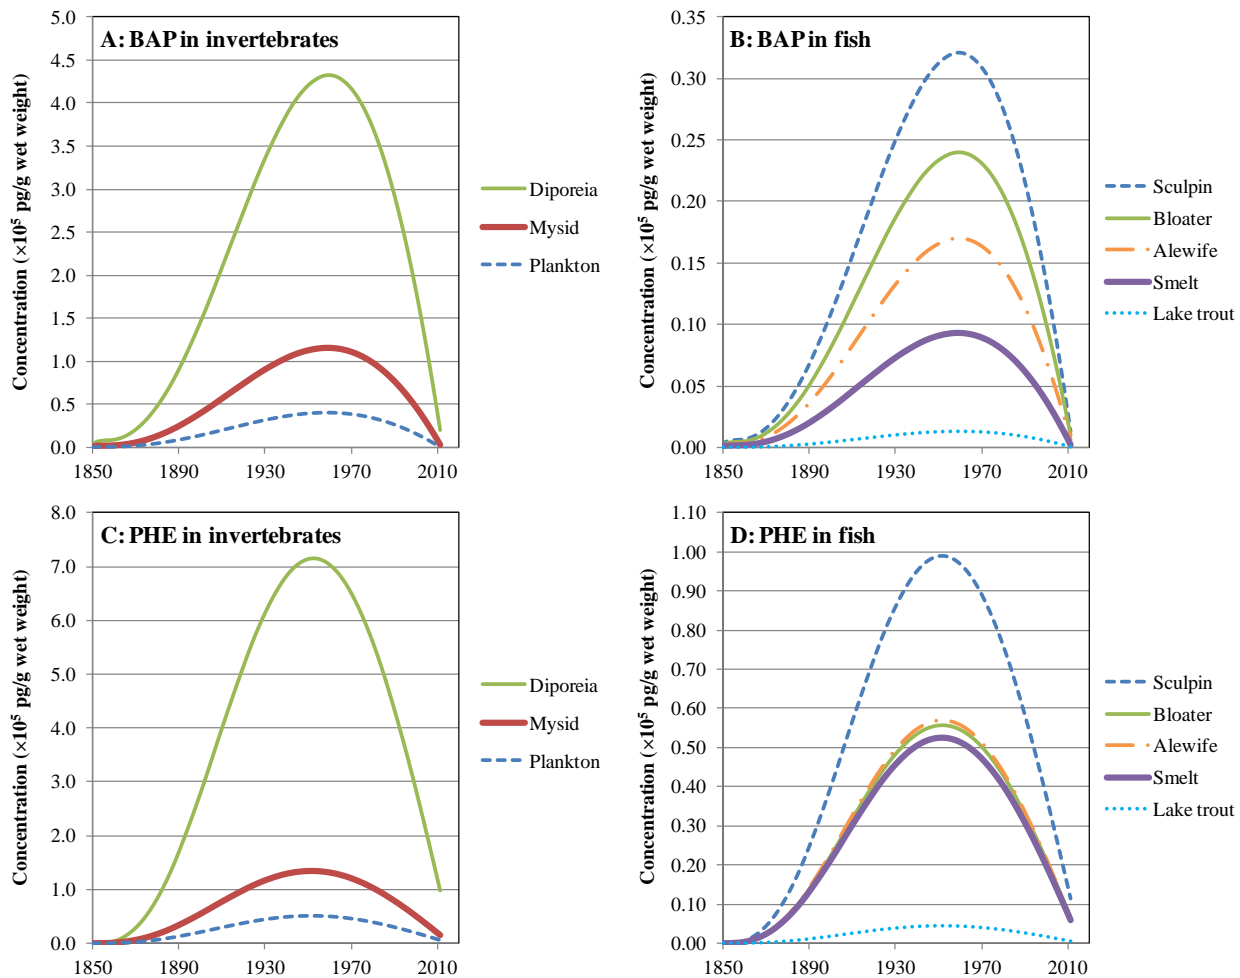 A: BAP in invertebrates
Concentration (×10⁵ pg/g wet weight)
5.0
4.5
4.0
3.5
3.0
2.5
2.0
1.5
1.0
0.5
0.0
1850 1890 1930 1970 2010
Diporeia
Mysid
Plankton
B: BAP in fish
Concentration (×10⁵ pg/g wet weight)
0.35
0.30
0.25
0.20
0.15
0.10
0.05
0.00
1850 1890 1930 1970 2010
Sculpin
Bloater
Alewife
Smelt
Lake trout
C: PHE in invertebrates
Concentration (×10⁵ pg/g wet weight)
8.0
7.0
6.0
5.0
4.0
3.0
2.0
1.0
0.0
1850 1890 1930 1970 2010
Diporeia
Mysid
Plankton
D: PHE in fish
Concentration (×10⁵ pg/g wet weight)
1.10
1.00
0.90
0.80
0.70
0.60
0.50
0.40
0.30
0.20
0.10
0.00
1850 1890 1930 1970 2010
Sculpin
Bloater
Alewife
Smelt
Lake trout